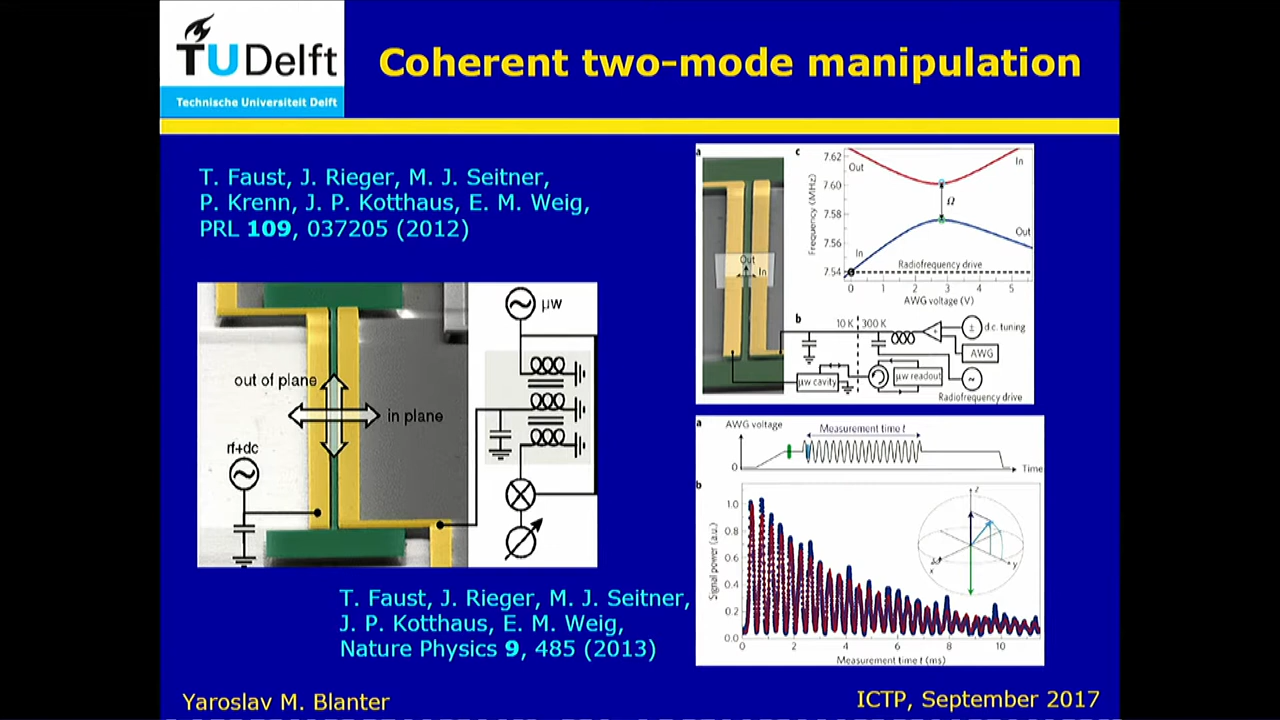 TU Delft
Technische Universiteit Delft
Coherent two-mode manipulation
T. Faust, J. Rieger, M. J. Seitner,
P. Krenn, J. P. Kotthaus, E. M. Weig,
PRL 109, 037205 (2012)
out of plane
in plane
rf+dc
μw
T. Faust, J. Rieger, M. J. Seitner,
J. P. Kotthaus, E. M. Weig,
Nature Physics 9, 485 (2013)
a
Out
In
c
Frequency (MHz)
7.62
7.60
7.58
7.56
7.54
Out
In
Ω
In
Out
Radiofrequency drive
0 1 2 3 4 5
AWG voltage (V)
b
10 K 300 K
d.c. tuning
AWG
μw cavity
μw readout
Radiofrequency drive
a
AWG voltage
Measurement time t
0
Time
b
Signal power (a.u.)
1.0
0.8
0.6
0.4
0.2
0.0
z
x
y
0 2 4 6 8 10
Measurement time t (ms)
Yaroslav M. Blanter
ICTP, September 2017